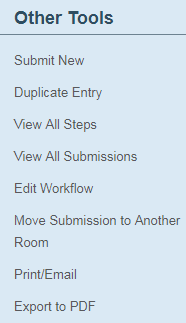 Other Tools
Submit New
Duplicate Entry
View All Steps
View All Submissions
Edit Workflow
Move Submission to Another
Room
Print/Email
Export to PDF